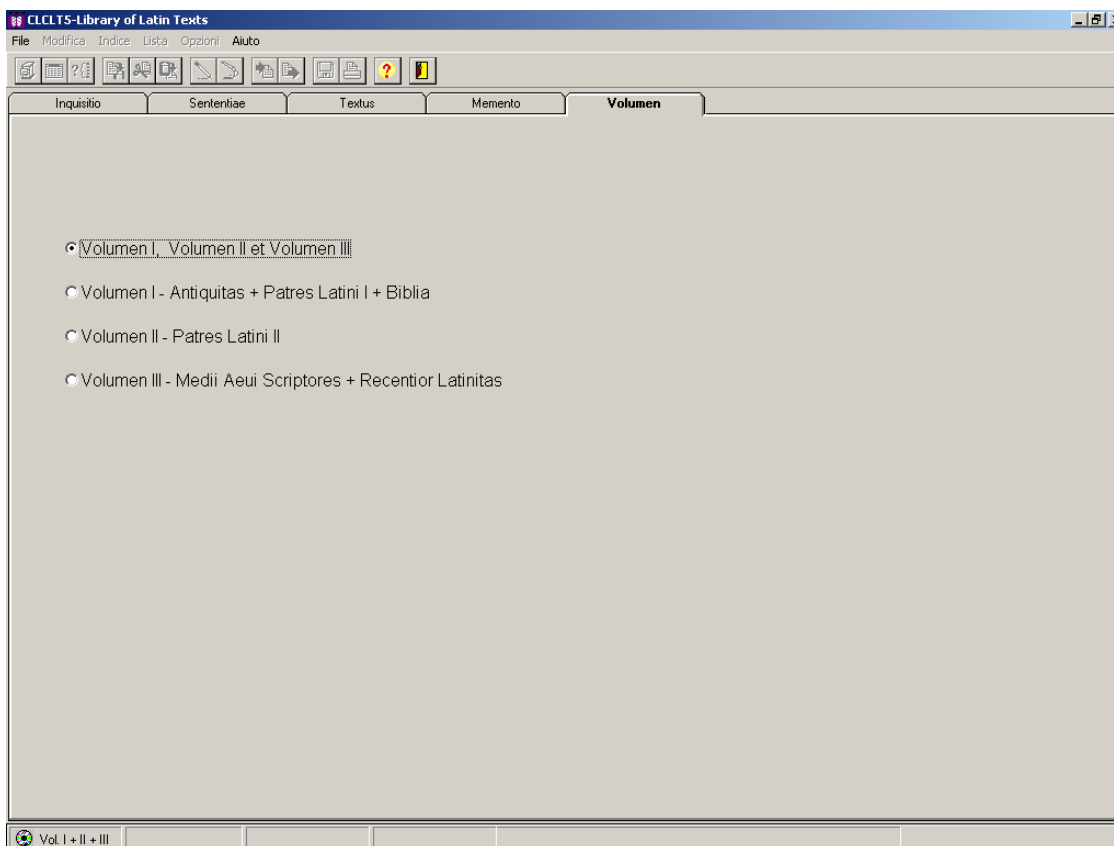 CLCLT5-Library of Latin Texts
File Modifica Indice Lista Opzioni Aiuto
Inquisitio Sententiae Textus Memento Volumen
Volumen I, Volumen II et Volumen III
Volumen I - Antiquitas + Patres Latini I + Biblia
Volumen II - Patres Latini II
Volumen III - Medii Aeui Scriptores + Recentior Latinitas
Vol. I + II + III